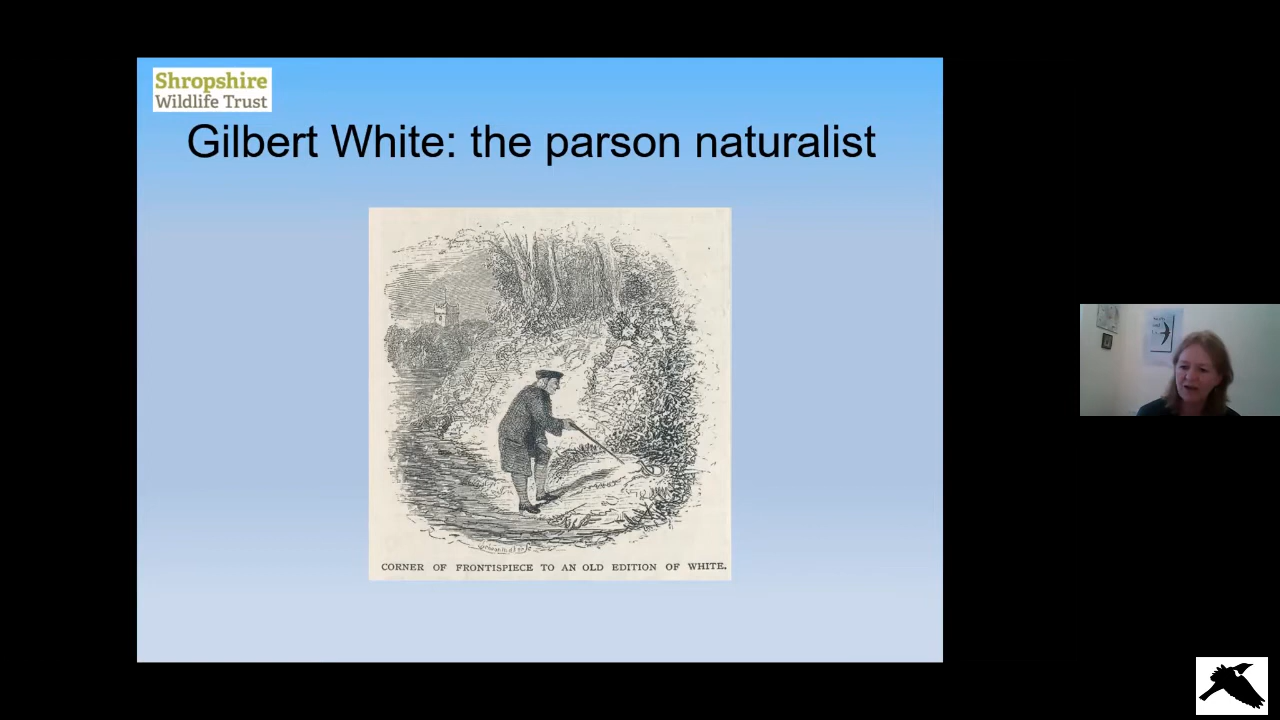 Shropshire
Wildlife Trust
Gilbert White: the parson naturalist
CORNER OF FRONTISPIECE TO AN OLD EDITION OF WHITE.